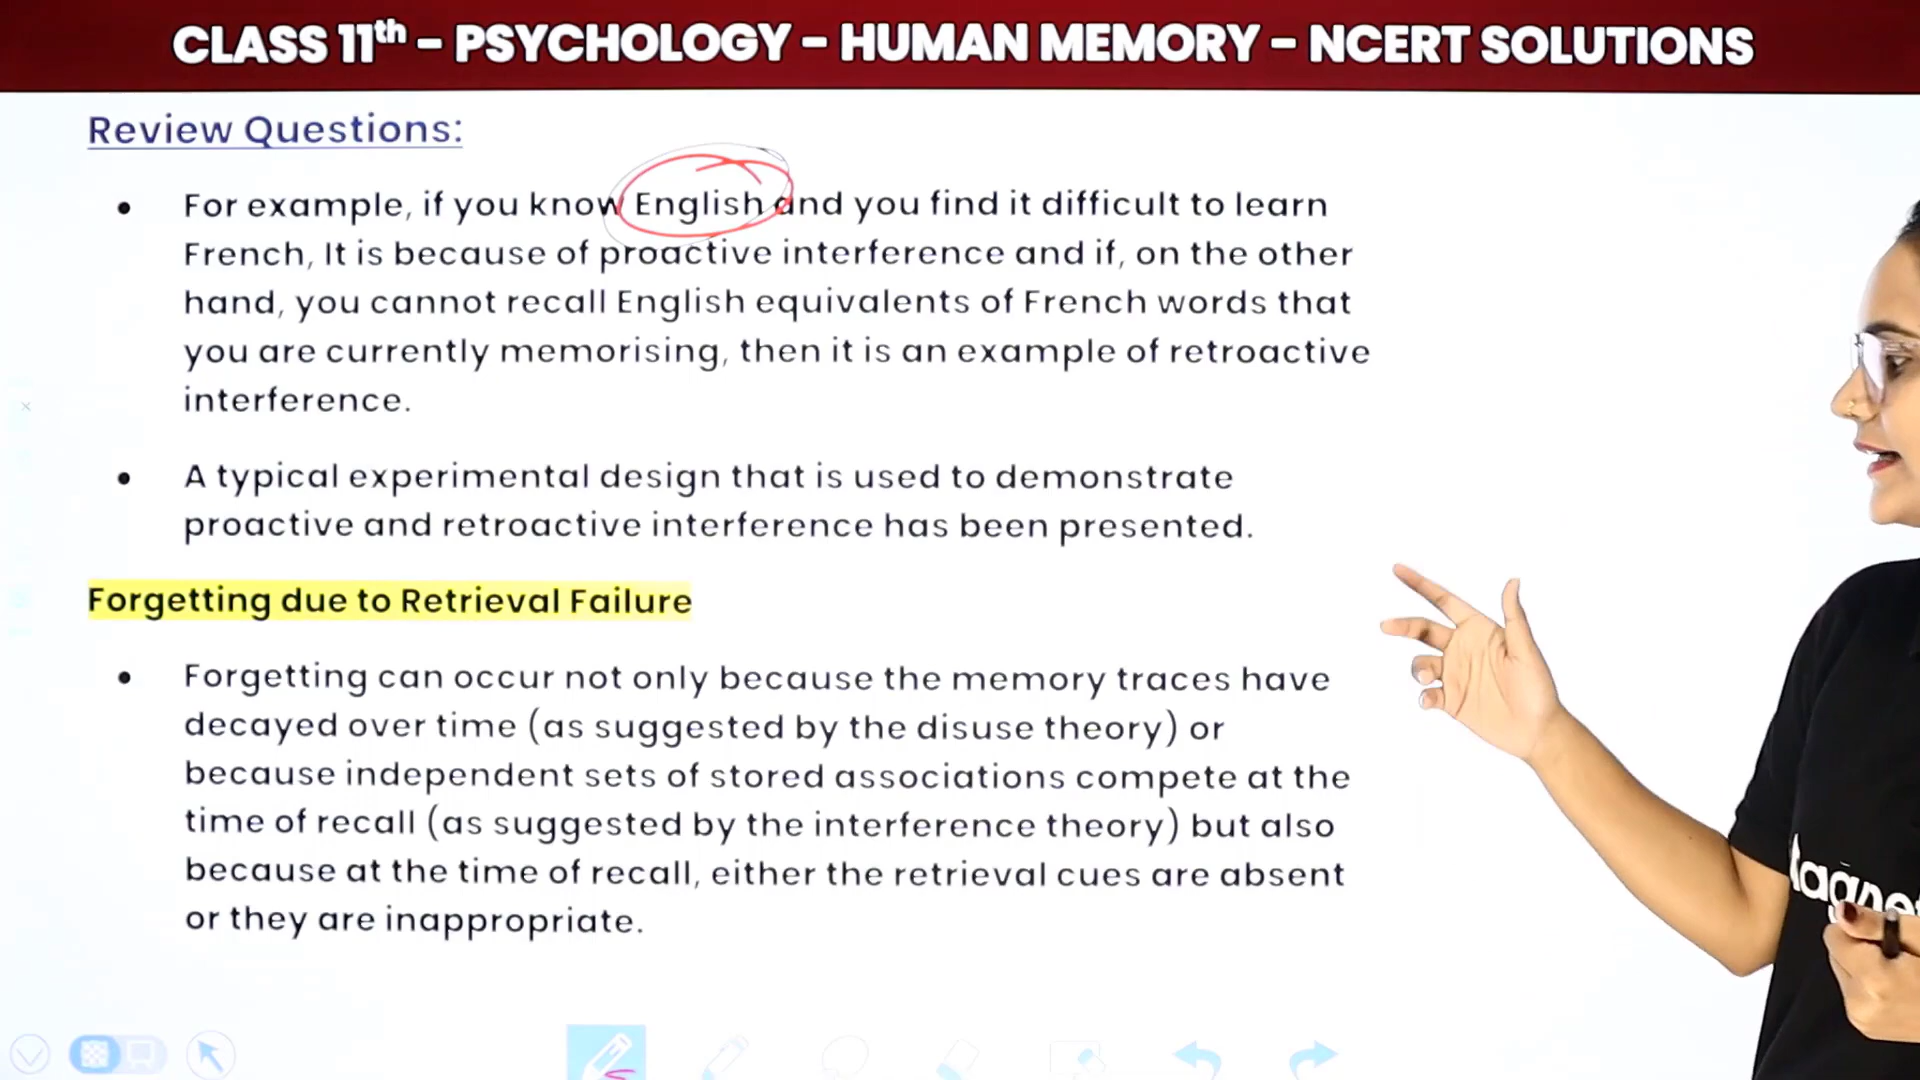 CLASS 11th – PSYCHOLOGY – HUMAN MEMORY – NCERT SOLUTIONS
Review Questions:
• For example, if you know English and you find it difficult to learn
French, It is because of proactive interference and if, on the other
hand, you cannot recall English equivalents of French words that
you are currently memorising, then it is an example of retroactive
interference.
• A typical experimental design that is used to demonstrate
proactive and retroactive interference has been presented.
Forgetting due to Retrieval Failure
• Forgetting can occur not only because the memory traces have
decayed over time (as suggested by the disuse theory) or
because independent sets of stored associations compete at the
time of recall (as suggested by the interference theory) but also
because at the time of recall, either the retrieval cues are absent
or they are inappropriate.